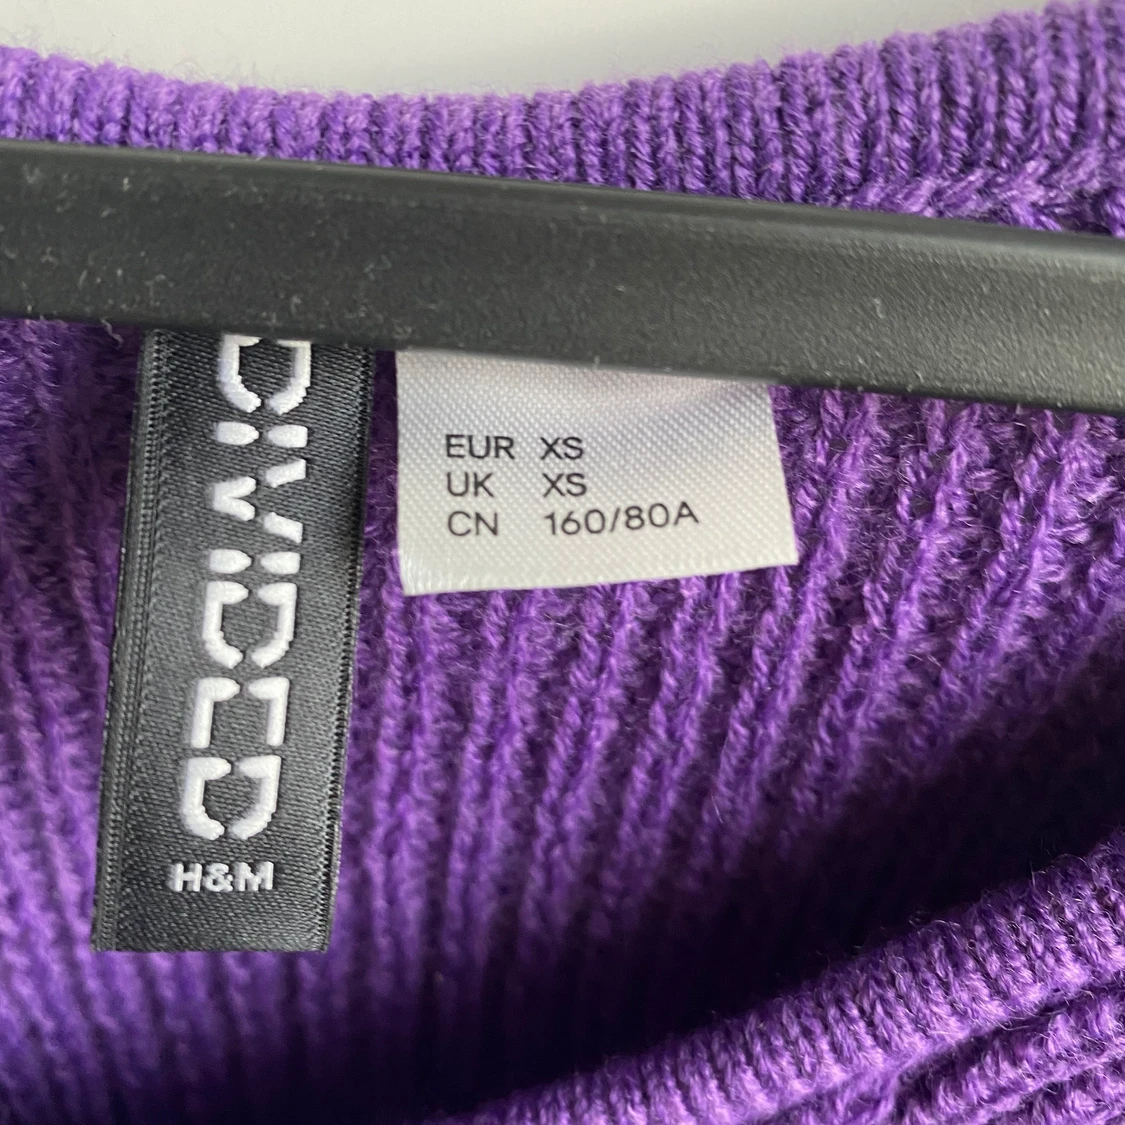 DIVIDED
H&M
EUR XS
UK XS
CN 160/80A